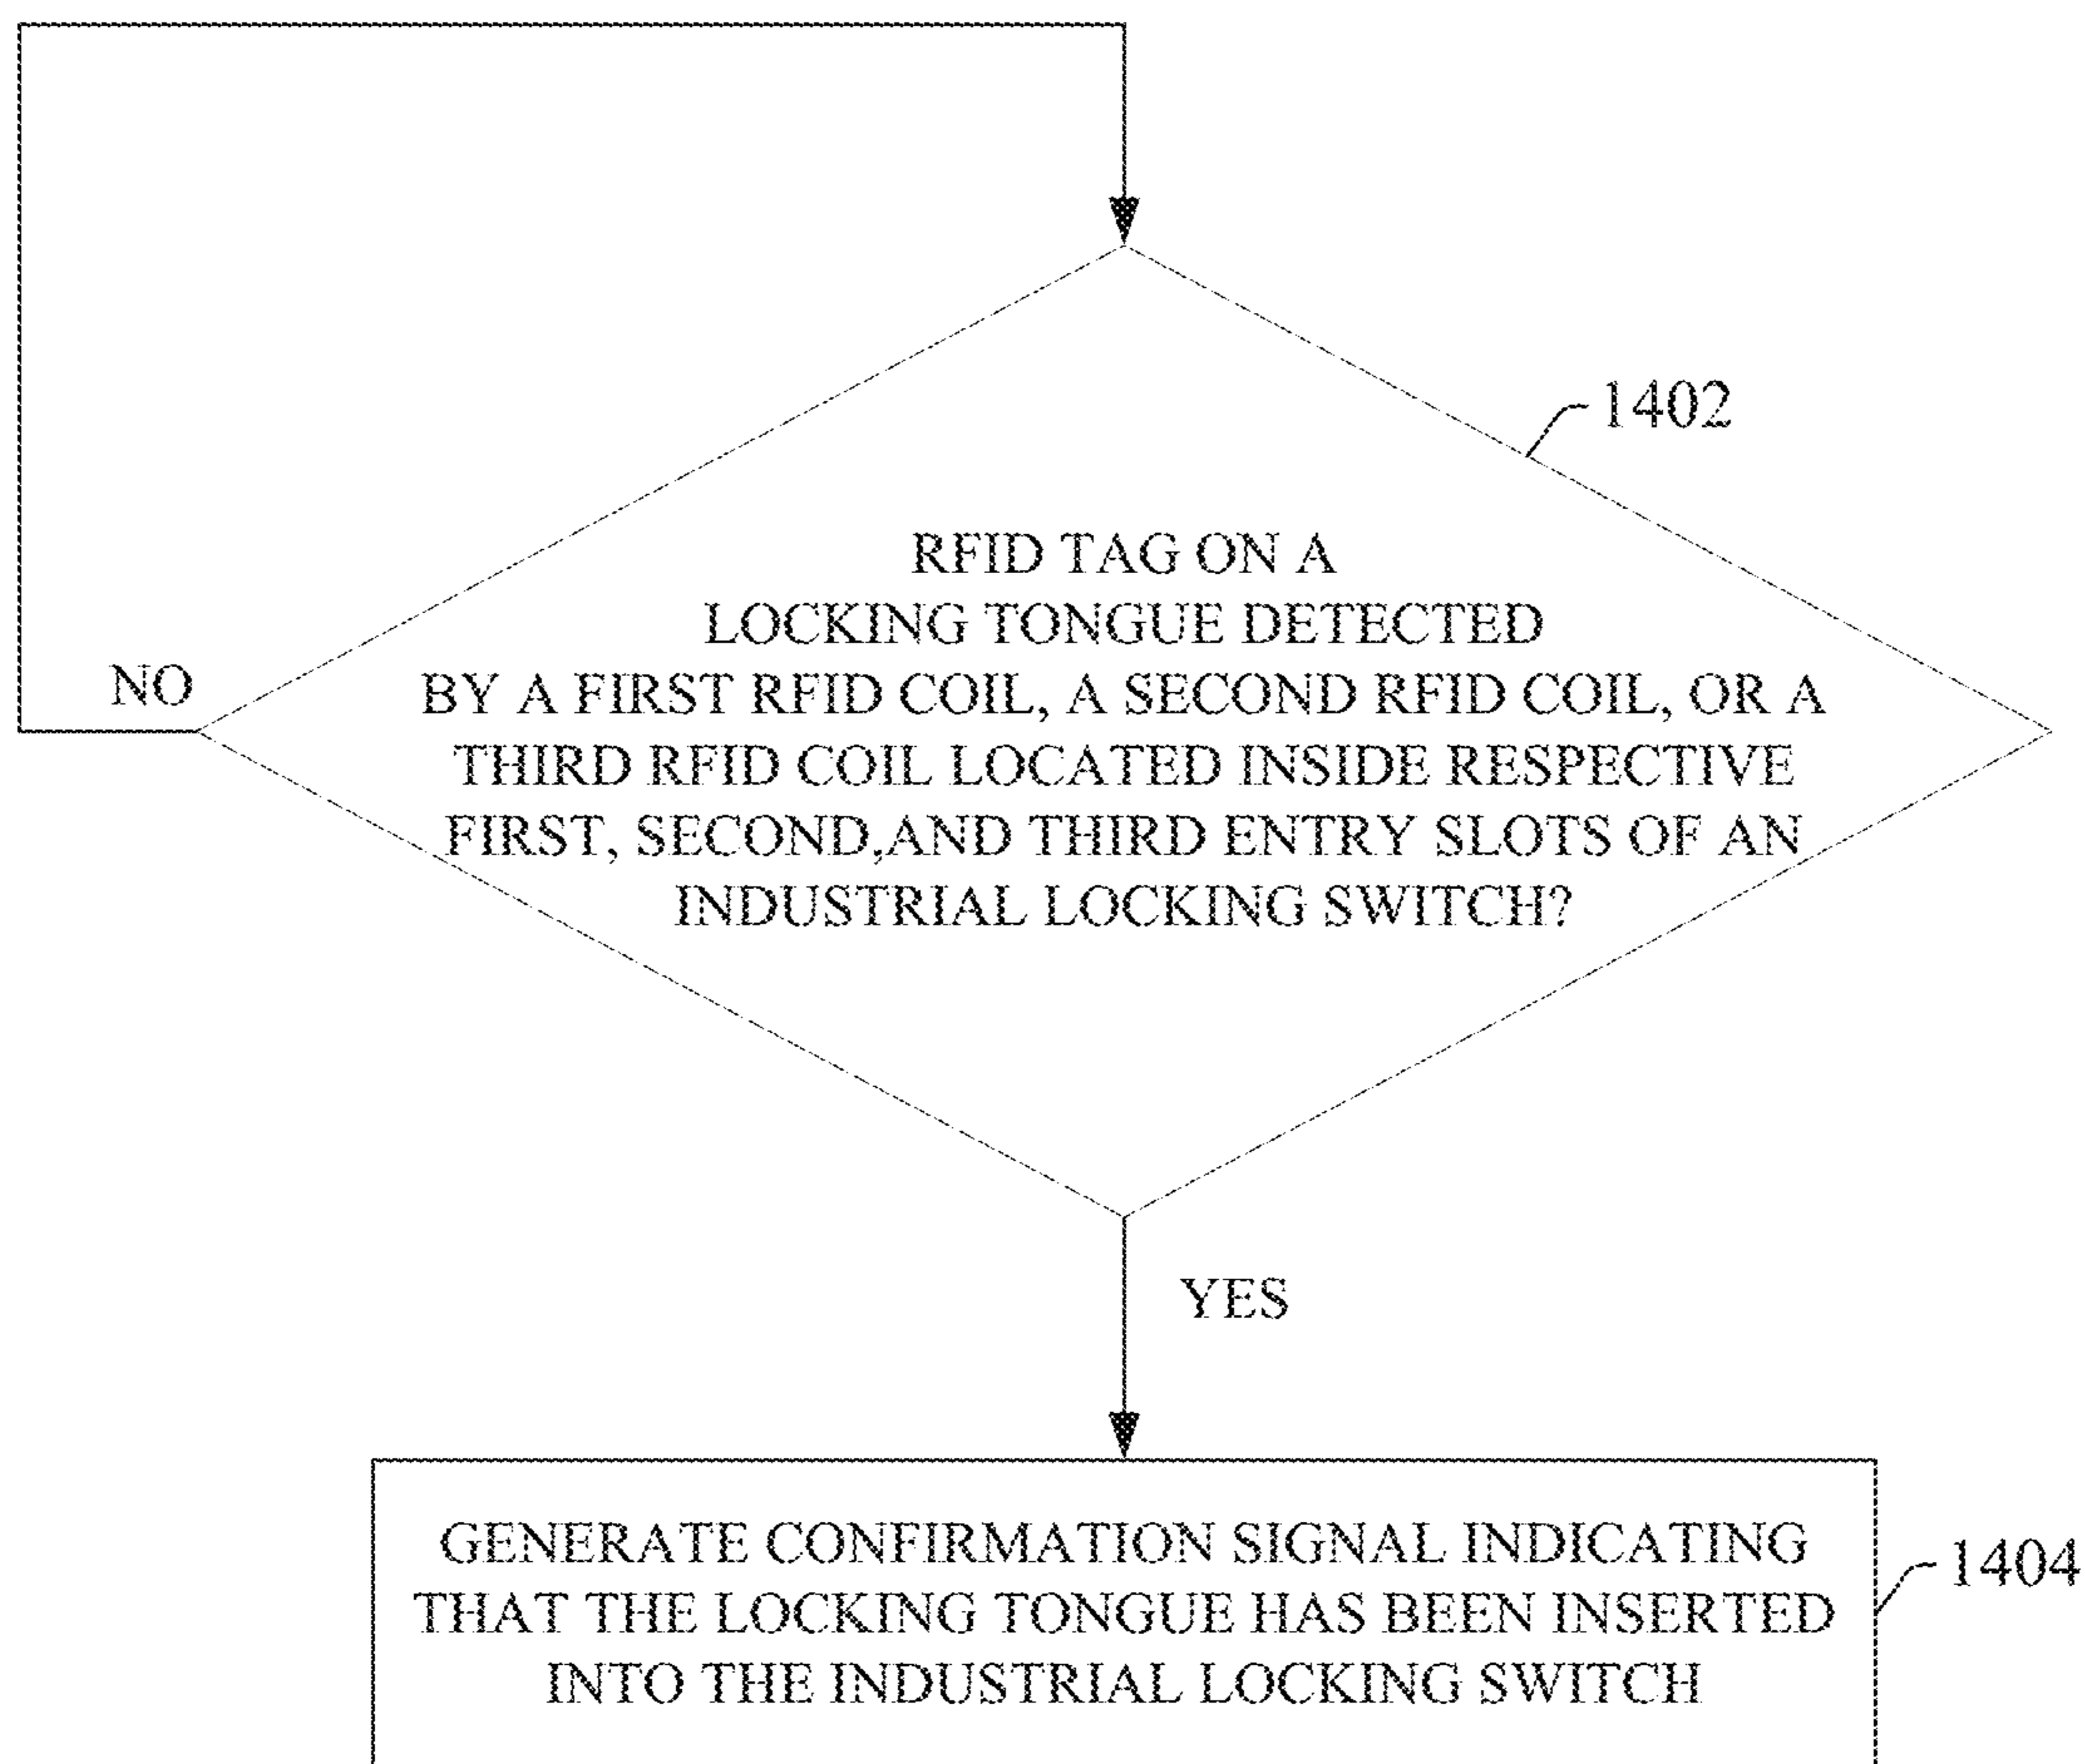 1402
RFID TAG ON A
LOCKING TONGUE DETECTED
BY A FIRST RFID COIL, A SECOND RFID COIL, OR A
THIRD RFID COIL LOCATED INSIDE RESPECTIVE
FIRST, SECOND,AND THIRD ENTRY SLOTS OF AN
INDUSTRIAL LOCKING SWITCH?
NO
YES
GENERATE CONFIRMATION SIGNAL INDICATING
THAT THE LOCKING TONGUE HAS BEEN INSERTED
INTO THE INDUSTRIAL LOCKING SWITCH
1404